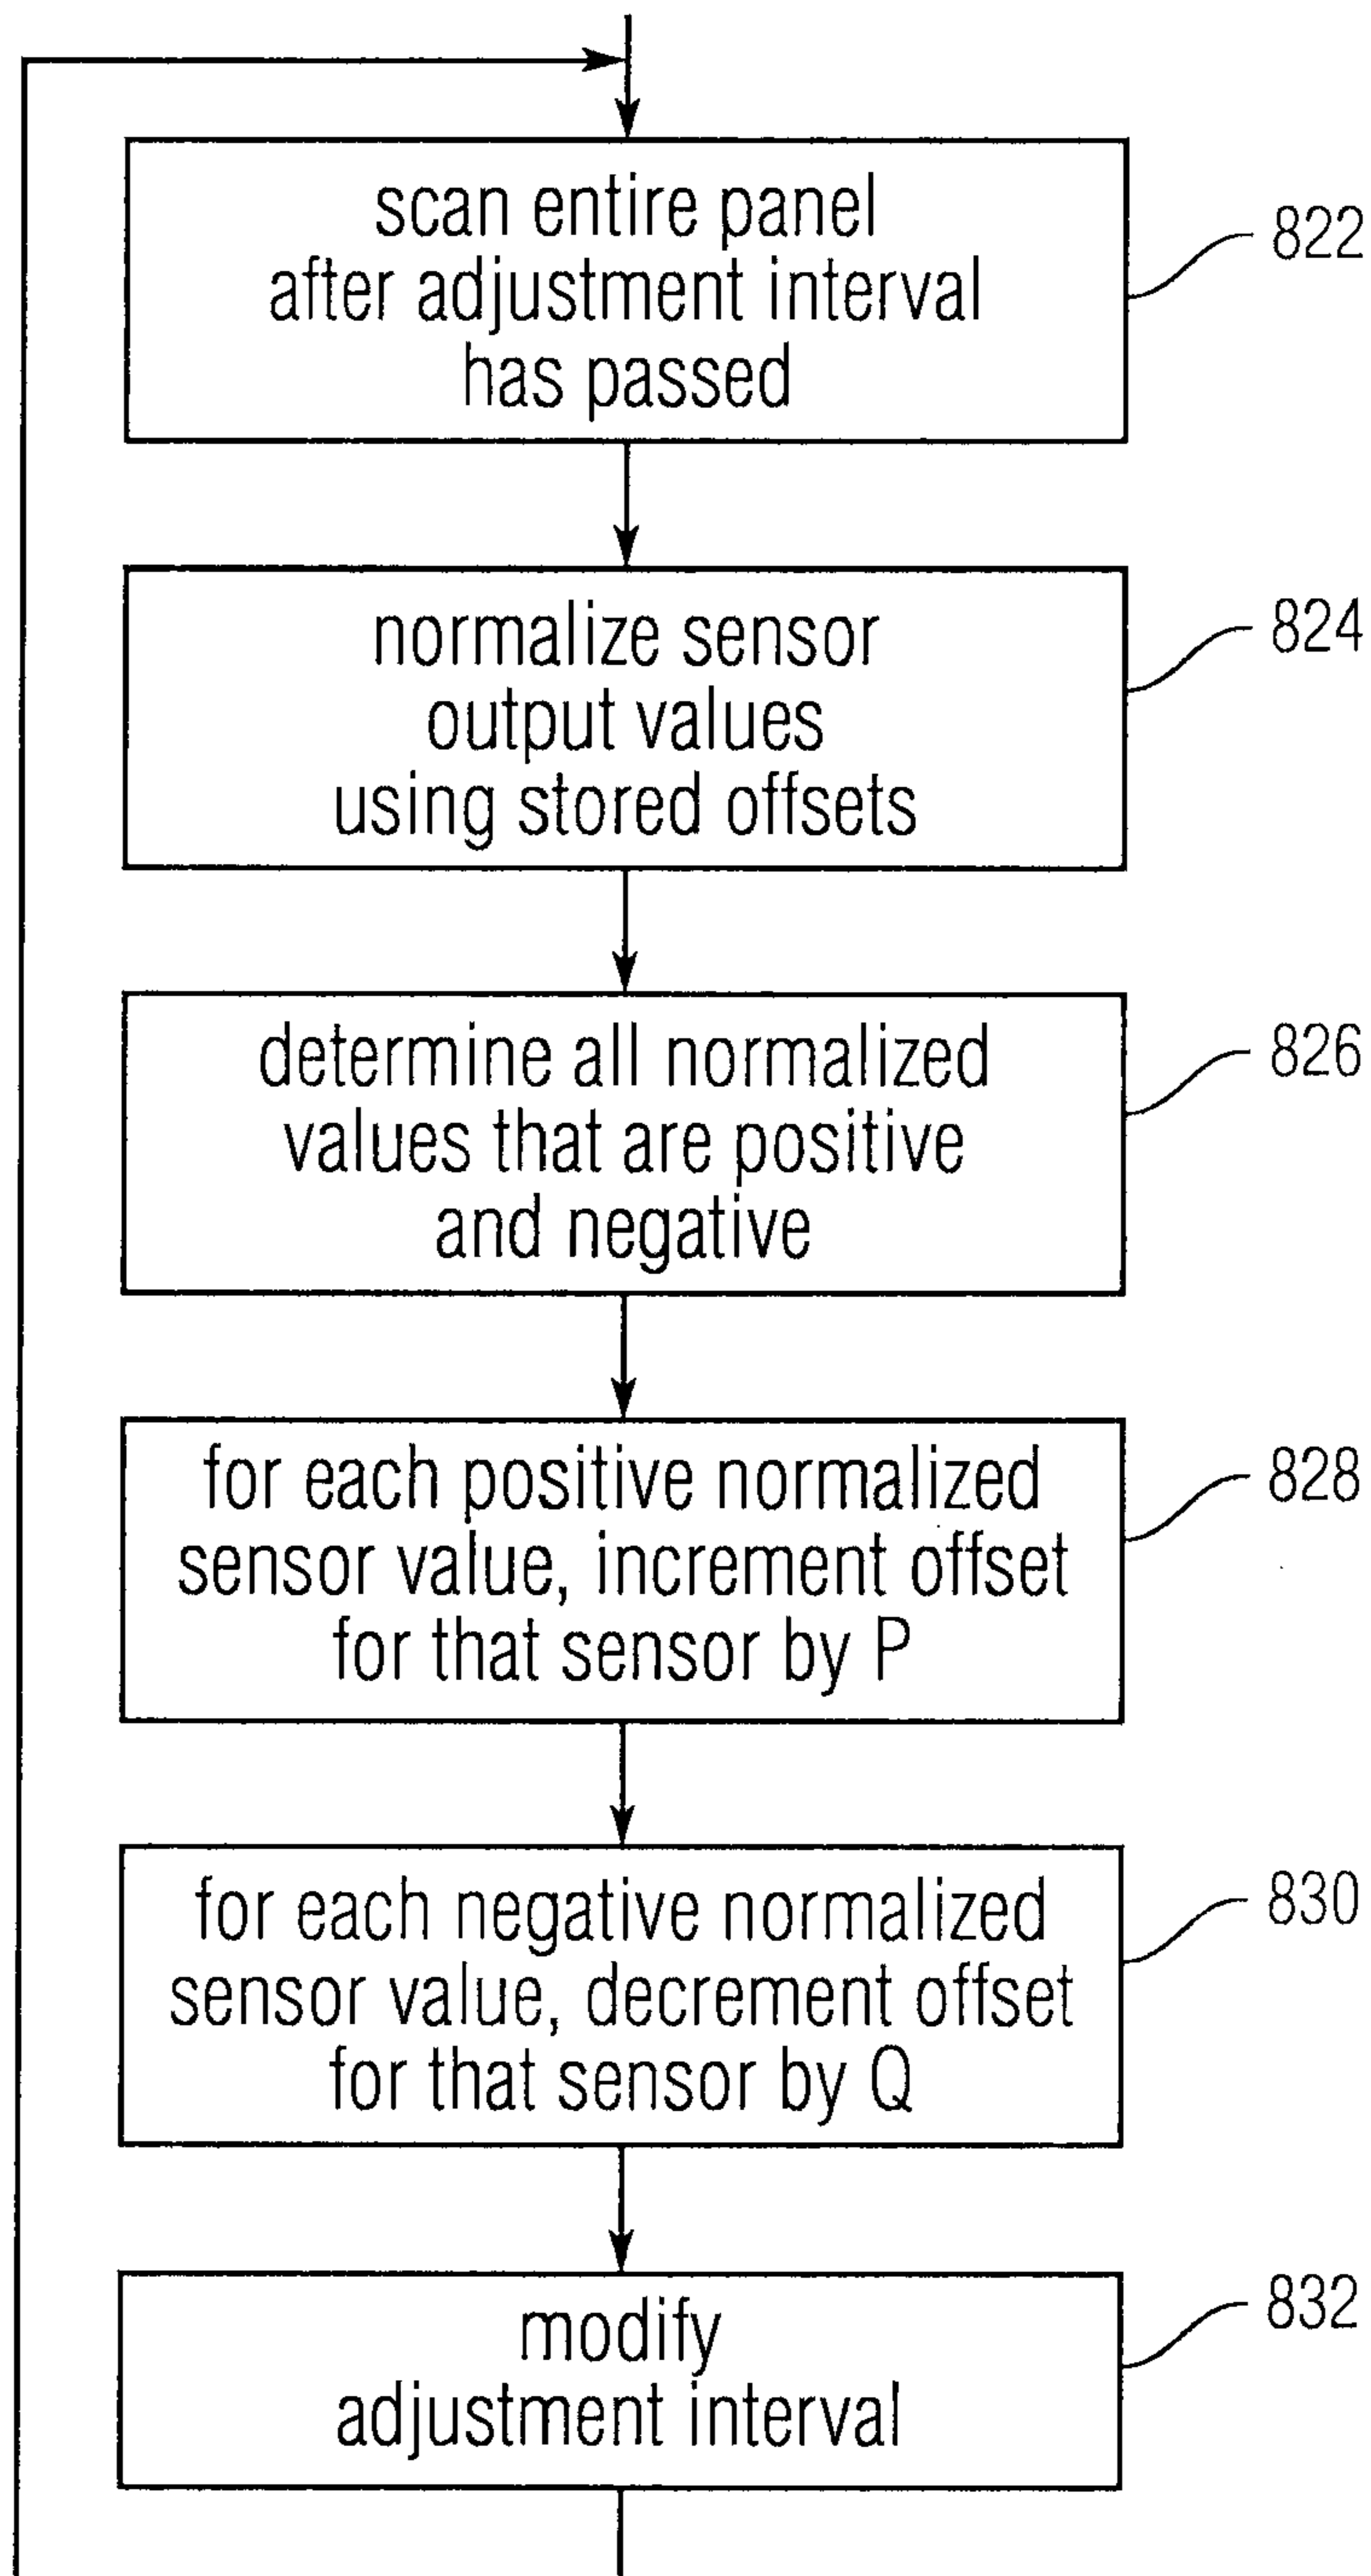 scan entire panel
after adjustment interval
has passed
822
normalize sensor
output values
using stored offsets
824
determine all normalized
values that are positive
and negative
826
for each positive normalized
sensor value, increment offset
for that sensor by P
828
for each negative normalized
sensor value, decrement offset
for that sensor by Q
830
modify
adjustment interval
832